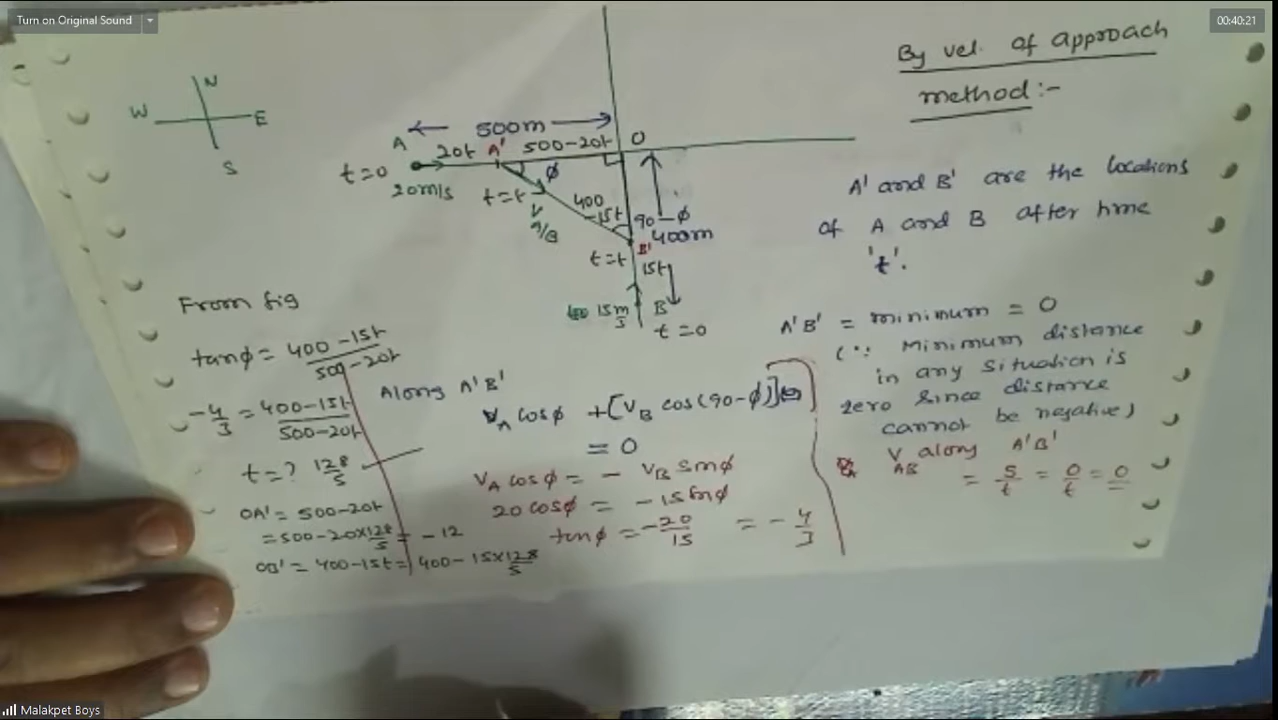 Turn on Original Sound
00:40:21
By vel. of approach
method:-
N
W
E
S
500m
A
20t
A'
500-20t
O
t=0
20m/s
t=t
φ
V
A/B
400
-15t
90-φ
400m
B'
t=t
15t
15 m/s
B
t=0
A' and B' are the locations
of A and B after time
't'.
From fig
tanφ = 400-15t / 500-20t
-4/3 = 400-15t / 500-20t
t=? 128/5
OA' = 500-20t
= 500-20×128/5 = -12
OB' = 400-15t = 400-15×128/5
Along A'B'
V_A cosφ + [V_B cos(90-φ)]
= 0
V_A cosφ = - V_B sinφ
20 cosφ = -15 sinφ
tanφ = -20/15 = -4/3
A'B' = minimum = 0
(∵ Minimum distance
in any situation is
zero since distance
cannot be negative)
V_AB along A'B'
= s/t = 0/t = 0
Malakpet Boys